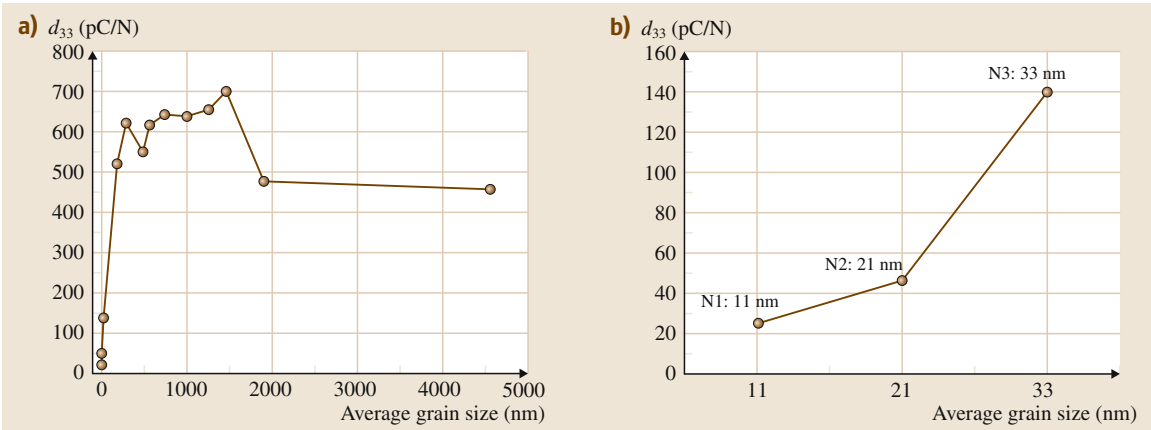 a) d33 (pC/N)
800
700
600
500
400
300
200
100
0
0 1000 2000 3000 4000 5000
Average grain size (nm)
b) d33 (pC/N)
160
140
120
100
80
60
40
20
0
N3: 33 nm
N2: 21 nm
N1: 11 nm
11 21 33
Average grain size (nm)